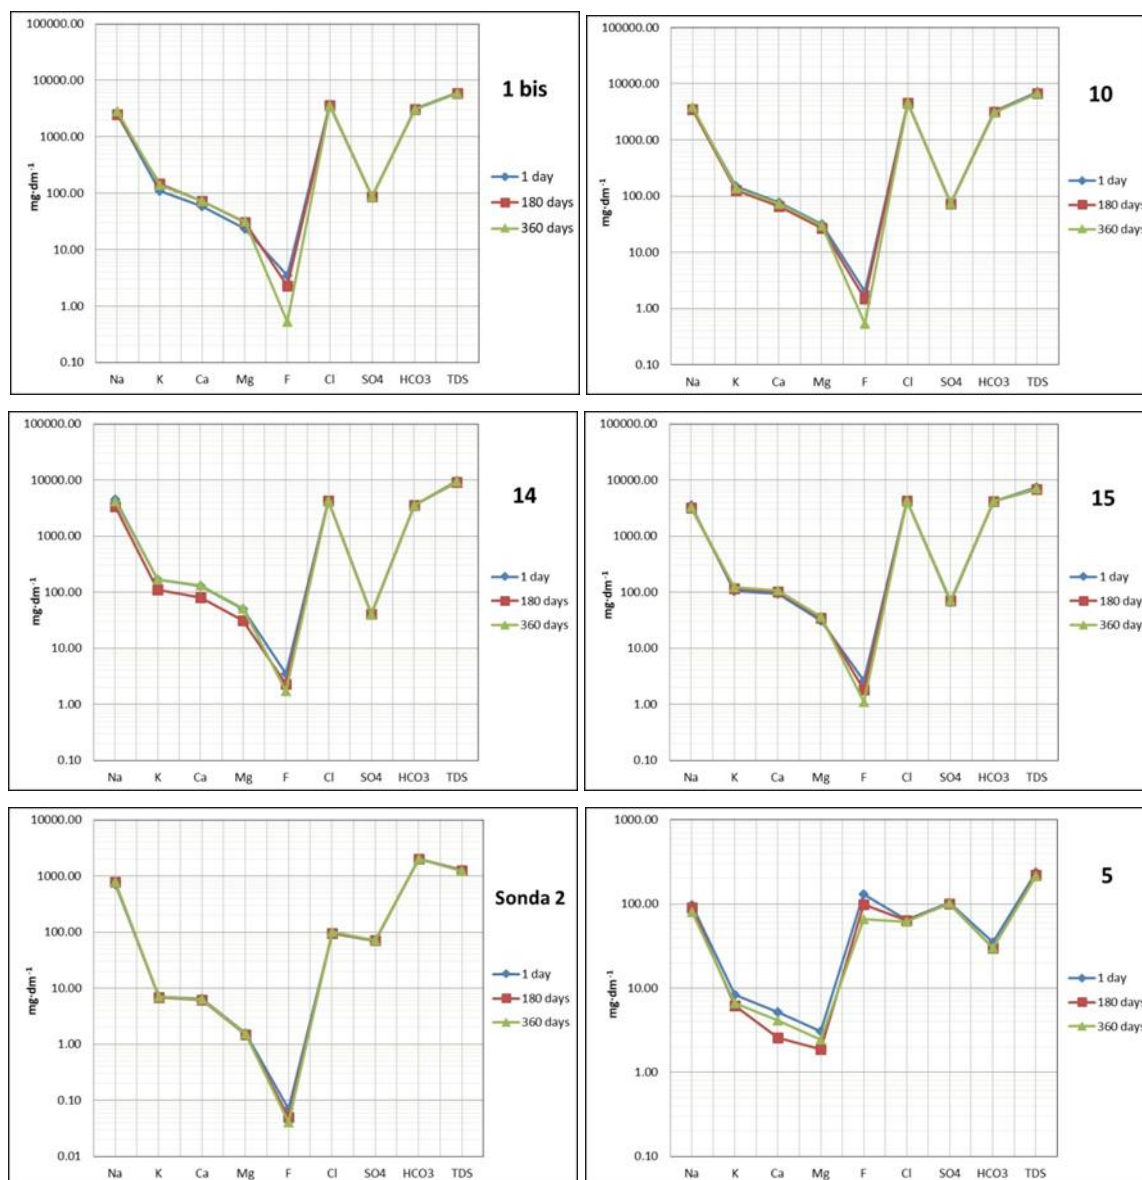 100000.00
10000.00
1000.00
100.00
10.00
1.00
0.10
mg·dm⁻¹
Na K Ca Mg F Cl SO4 HCO3 TDS
1 bis
1 day
180 days
360 days
100000.00
10000.00
1000.00
100.00
10.00
1.00
0.10
mg·dm⁻¹
Na K Ca Mg F Cl SO4 HCO3 TDS
10
1 day
180 days
360 days
100000.00
10000.00
1000.00
100.00
10.00
1.00
0.10
mg·dm⁻¹
Na K Ca Mg F Cl SO4 HCO3 TDS
14
1 day
180 days
360 days
100000.00
10000.00
1000.00
100.00
10.00
1.00
0.10
mg·dm⁻¹
Na K Ca Mg F Cl SO4 HCO3 TDS
15
1 day
180 days
360 days
10000.00
1000.00
100.00
10.00
1.00
0.10
0.01
mg·dm⁻¹
Na K Ca Mg F Cl SO4 HCO3 TDS
Sonda 2
1 day
180 days
360 days
1000.00
100.00
10.00
1.00
0.10
mg·dm⁻¹
Na K Ca Mg F Cl SO4 HCO3 TDS
5
1 day
180 days
360 days